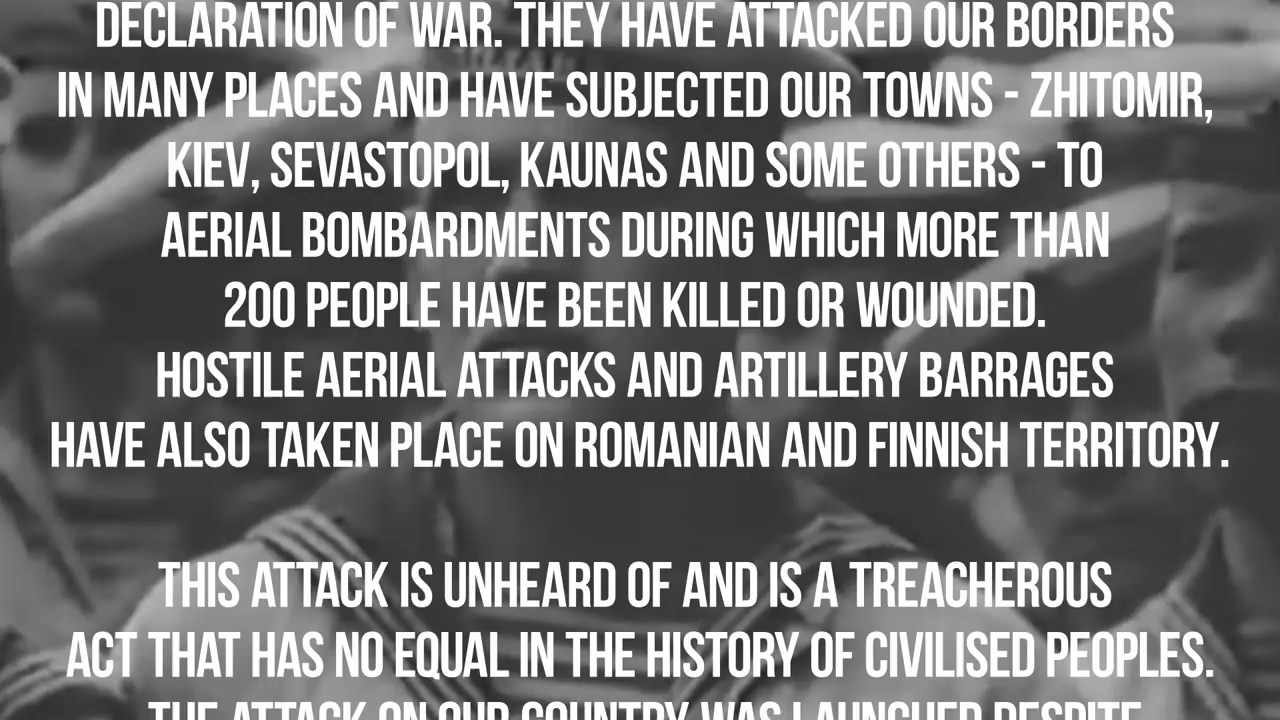 DECLARATION OF WAR. THEY HAVE ATTACKED OUR BORDERS
IN MANY PLACES AND HAVE SUBJECTED OUR TOWNS - ZHITOMIR,
KIEV, SEVASTOPOL, KAUNAS AND SOME OTHERS - TO
AERIAL BOMBARDMENTS DURING WHICH MORE THAN
200 PEOPLE HAVE BEEN KILLED OR WOUNDED.
HOSTILE AERIAL ATTACKS AND ARTILLERY BARRAGES
HAVE ALSO TAKEN PLACE ON ROMANIAN AND FINNISH TERRITORY.
THIS ATTACK IS UNHEARD OF AND IS A TREACHEROUS
ACT THAT HAS NO EQUAL IN THE HISTORY OF CIVILISED PEOPLES.
THE ATTACK ON OUR COUNTRY WAS LAUNCHED DESPITE